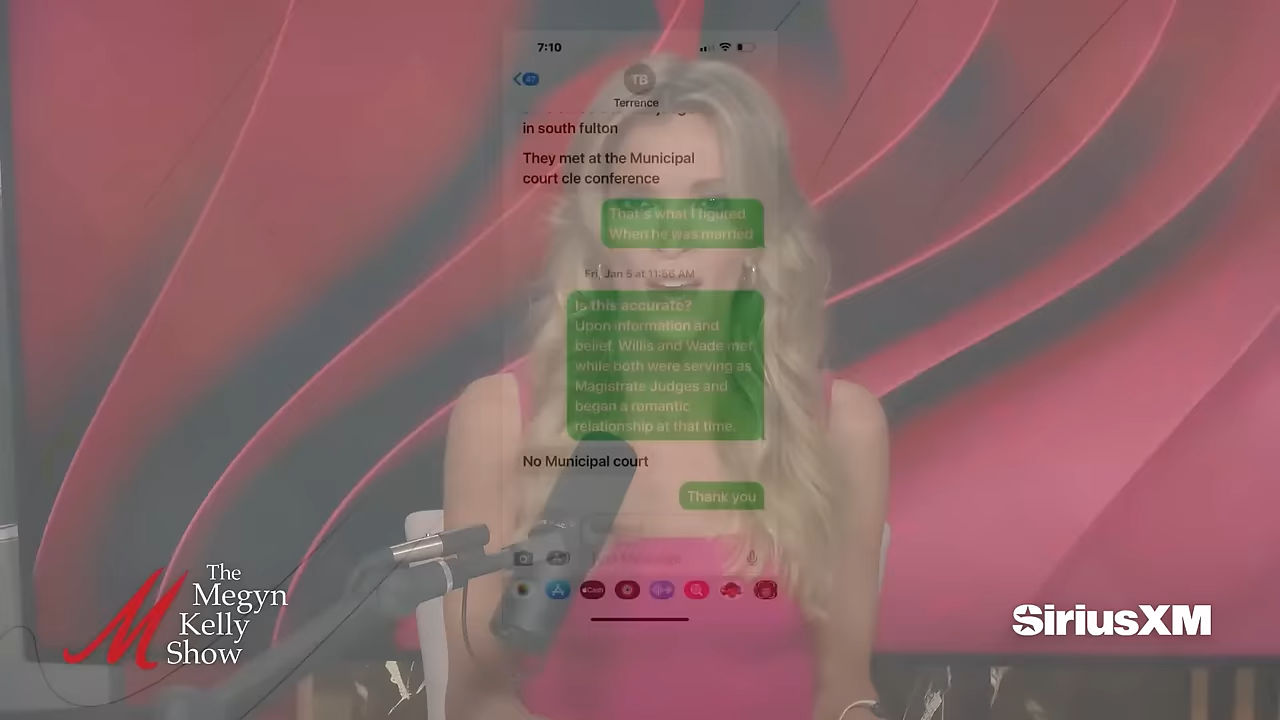 7:10
47
TB
Terrence
in south fulton
They met at the Municipal
court cle conference
That's what I figured
When he was married
Fri, Jan 5 at 11:56 AM
Is this accurate?
Upon information and
belief, Willis and Wade met
while both were serving as
Magistrate Judges and
began a romantic
relationship at that time.
No Municipal court
Thank you
Cash
The
Megyn
Kelly
Show
SiriusXM